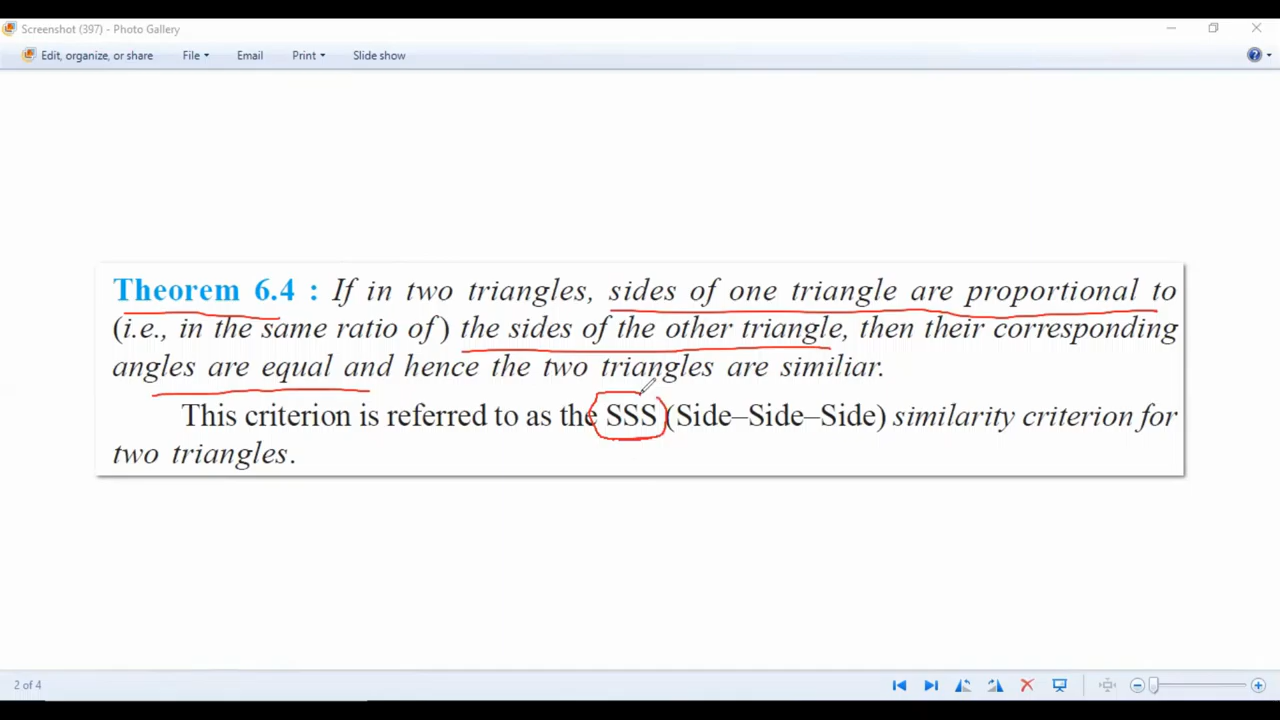 Screenshot (397) - Photo Gallery
Edit, organize, or share File Email Print Slide show
Theorem 6.4 : If in two triangles, sides of one triangle are proportional to
(i.e., in the same ratio of ) the sides of the other triangle, then their corresponding
angles are equal and hence the two triangles are similiar.
This criterion is referred to as the SSS (Side–Side–Side) similarity criterion for
two triangles.
2 of 4